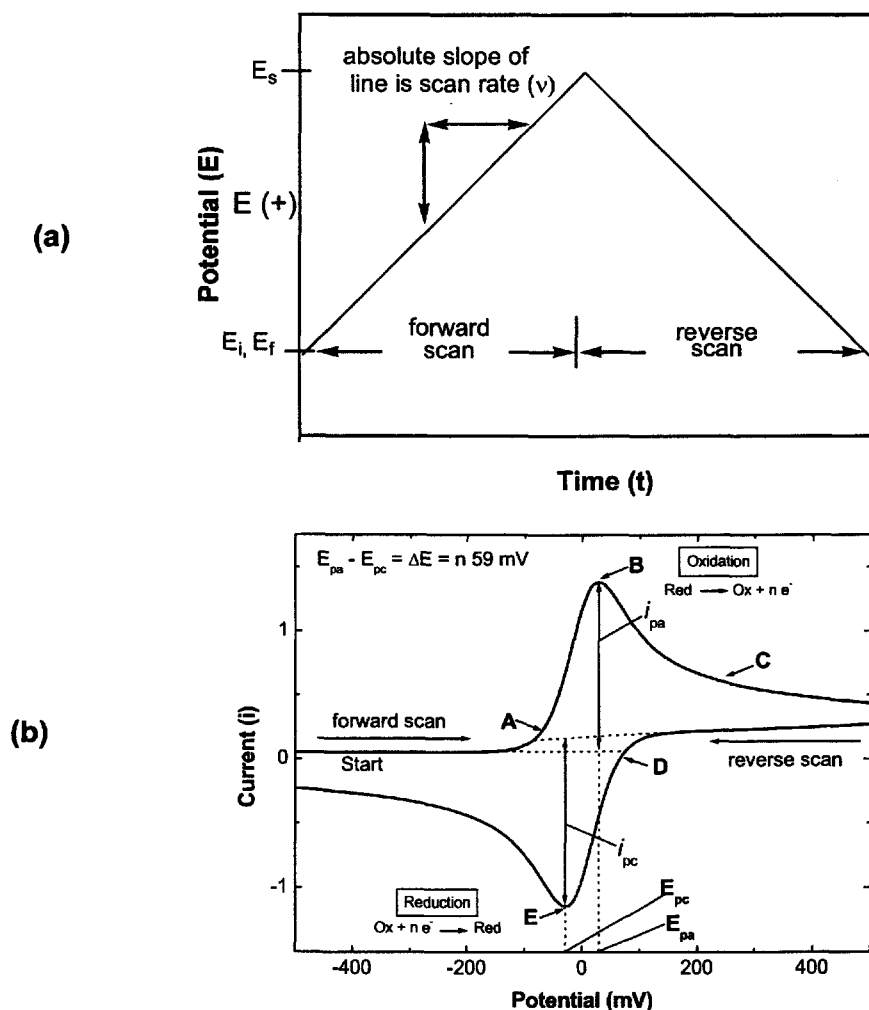 (a)
Potential (E)
E (+)
Eₛ
Eᵢ, E_f
absolute slope of
line is scan rate (ν)
forward
scan
reverse
scan
Time (t)
(b)
Current (i)
1
0
-1
E_pa - E_pc = ΔE = n 59 mV
B
Oxidation
Red → Ox + n e⁻
i_pa
C
A
forward scan
Start
D
reverse scan
i_pc
E
Reduction
Ox + n e⁻ → Red
E_pc
E_pa
-400
-200
0
200
400
Potential (mV)